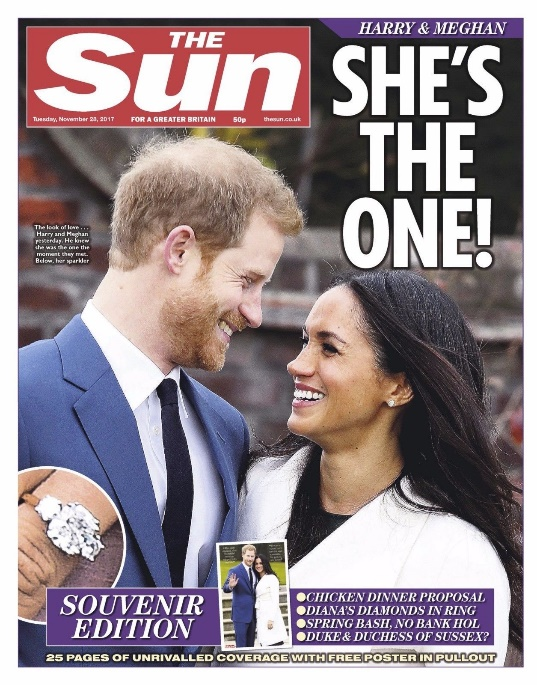 HARRY & MEGHAN
THE
Sun
Tuesday, November 28, 2017 FOR A GREATER BRITAIN 50p thesun.co.uk
SHE'S
THE
ONE!
The look of love . . .
Harry and Meghan
yesterday. He knew
she was the one the
moment they met.
Below, her sparkler
SOUVENIR
EDITION
CHICKEN DINNER PROPOSAL
DIANA'S DIAMONDS IN RING
SPRING BASH, NO BANK HOL
DUKE & DUCHESS OF SUSSEX?
25 PAGES OF UNRIVALLED COVERAGE WITH FREE POSTER IN PULLOUT